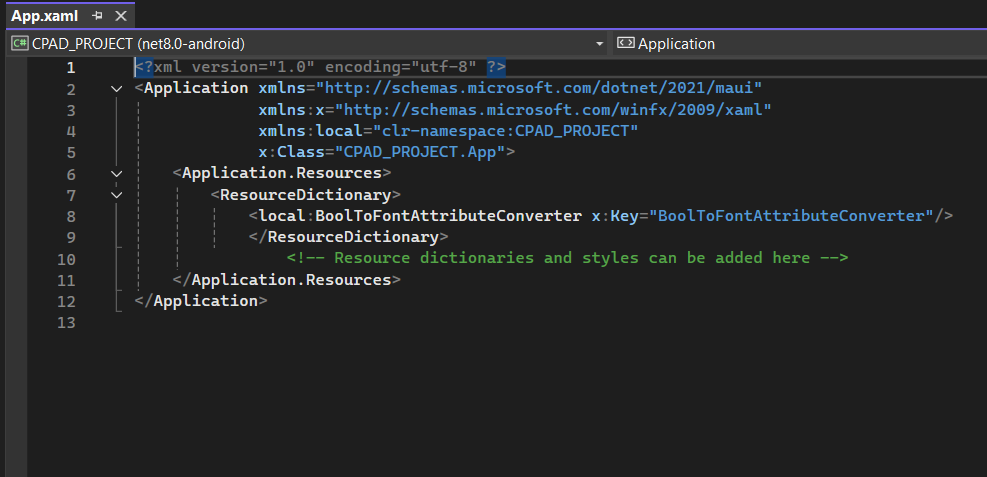 App.xaml
C# CPAD_PROJECT (net8.0-android)
Application
1 <?xml version="1.0" encoding="utf-8" ?>
2 <Application xmlns="http://schemas.microsoft.com/dotnet/2021/maui"
3 xmlns:x="http://schemas.microsoft.com/winfx/2009/xaml"
4 xmlns:local="clr-namespace:CPAD_PROJECT"
5 x:Class="CPAD_PROJECT.App">
6 <Application.Resources>
7 <ResourceDictionary>
8 <local:BoolToFontAttributeConverter x:Key="BoolToFontAttributeConverter"/>
9 </ResourceDictionary>
10 <!-- Resource dictionaries and styles can be added here -->
11 </Application.Resources>
12 </Application>
13